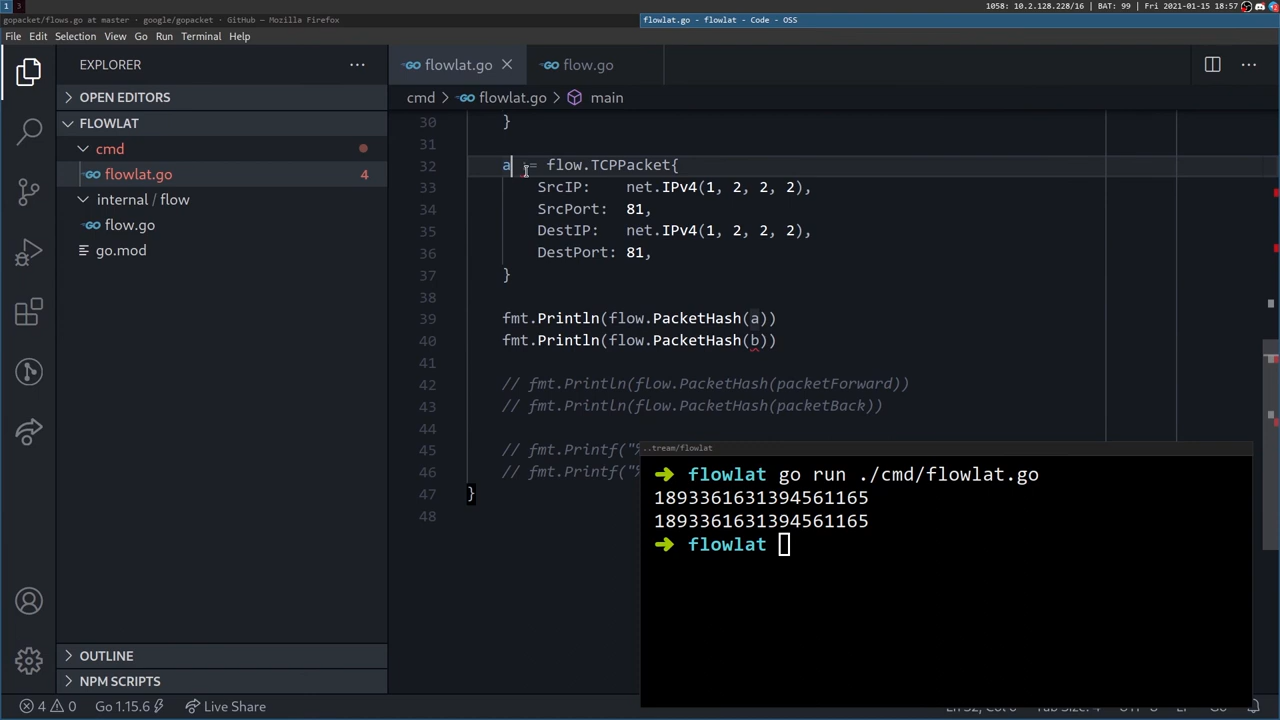 1 3
1058: 10.2.128.228/16 | BAT: 99 | Fri 2021-01-15 18:57
gopacket/flows.go at master · google/gopacket · GitHub — Mozilla Firefox
flowlat.go - flowlat - Code - OSS
File Edit Selection View Go Run Terminal Help
EXPLORER
flowlat.go
flow.go
OPEN EDITORS
cmd > flowlat.go > main
FLOWLAT
cmd
flowlat.go 4
internal / flow
flow.go
go.mod
30 }
31
32 a := flow.TCPPacket{
33 SrcIP: net.IPv4(1, 2, 2, 2),
34 SrcPort: 81,
35 DestIP: net.IPv4(1, 2, 2, 2),
36 DestPort: 81,
37 }
38
39 fmt.Println(flow.PacketHash(a))
40 fmt.Println(flow.PacketHash(b))
41
42 // fmt.Println(flow.PacketHash(packetForward))
43 // fmt.Println(flow.PacketHash(packetBack))
44
45 // fmt.Printf("%
46 // fmt.Printf("%
47 }
48
..tream/flowlat
➜ flowlat go run ./cmd/flowlat.go
1893361631394561165
1893361631394561165
➜ flowlat
OUTLINE
NPM SCRIPTS
4 0 Go 1.15.6 Live Share